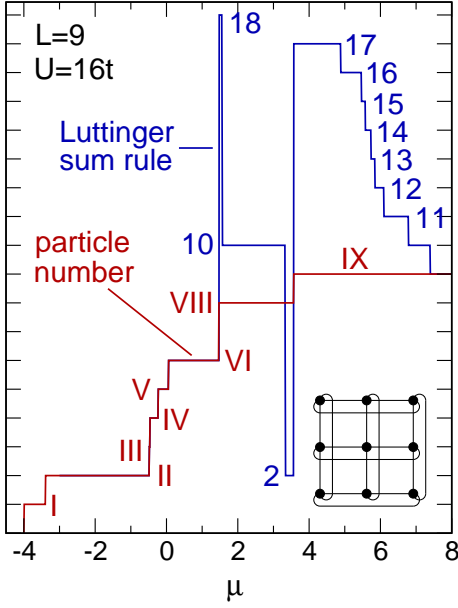 L=9
U=16t
18
17
16
15
14
13
12
11
Luttinger
sum rule
10
particle
number
IX
VIII
VI
V
IV
III
II
2
I
-4
-2
0
2
4
6
8
μ